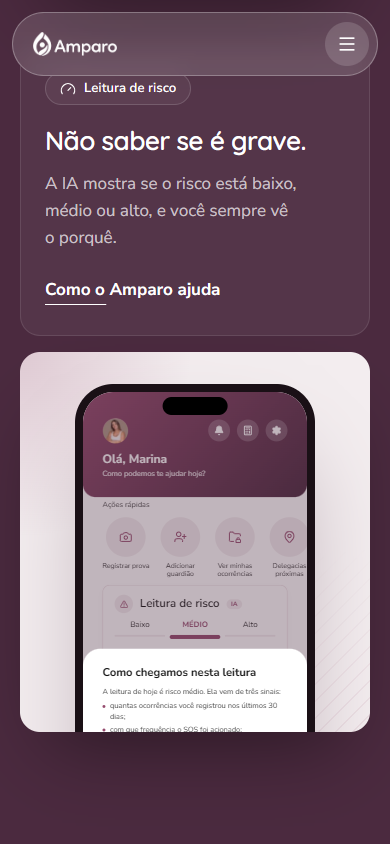 Amparo
Leitura de risco
Não saber se é grave.
A IA mostra se o risco está baixo,
médio ou alto, e você sempre vê
o porquê.
Como o Amparo ajuda
Olá, Marina
Como podemos te ajudar hoje?
Ações rápidas
Registrar prova
Adicionar
guardião
Ver minhas
ocorrências
Delegacias
próximas
Leitura de risco IA
Baixo MÉDIO Alto
Como chegamos nesta leitura
A leitura de hoje é risco médio. Ela vem de três sinais:
• quantas ocorrências você registrou nos últimos 30
dias;
• com que frequência o SOS foi acionado;